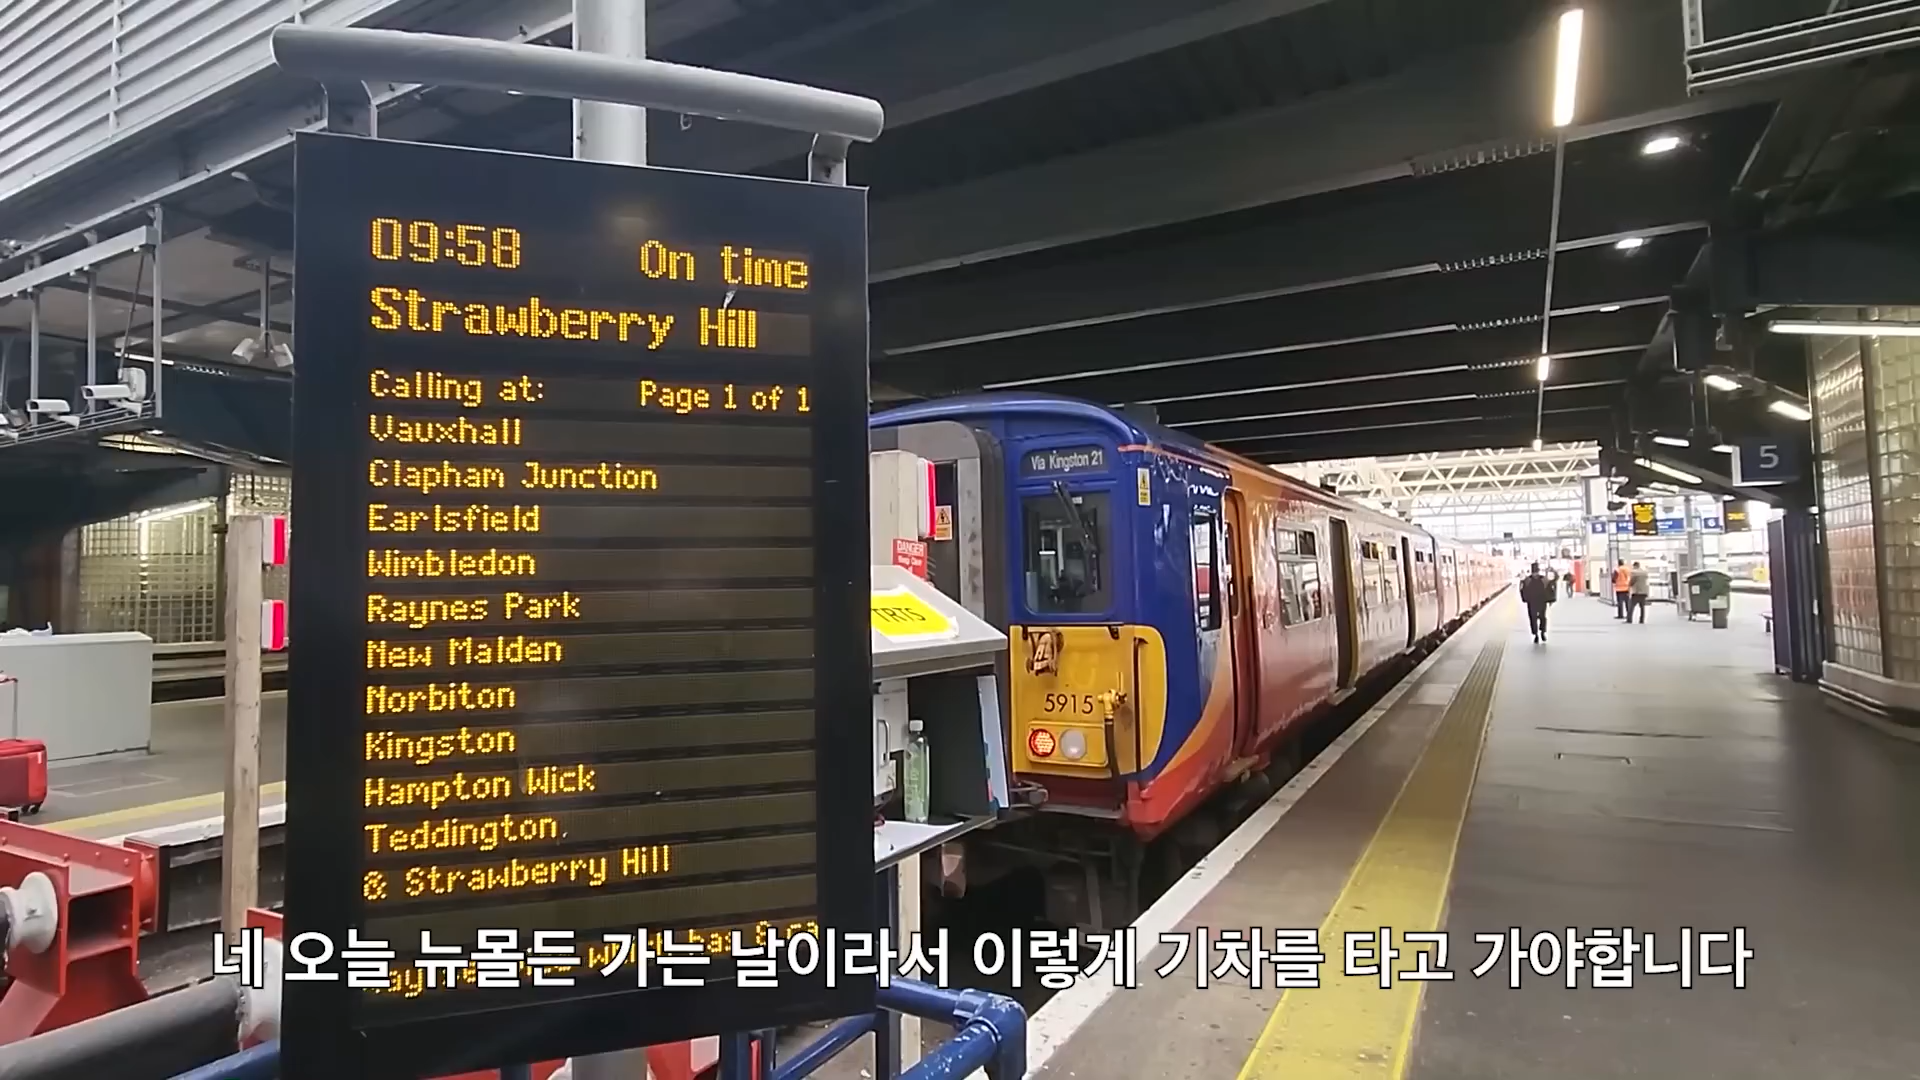 09:58 On time
Strawberry Hill
Calling at: Page 1 of 1
Vauxhall
Clapham Junction
Earlsfield
Wimbledon
Raynes Park
New Malden
Norbiton
Kingston
Hampton Wick
Teddington
& Strawberry Hill
Via Kingston 21
DANGER
TRTS
5915
5
네 오늘 뉴몰든 가는 날이라서 이렇게 기차를 타고 가야합니다